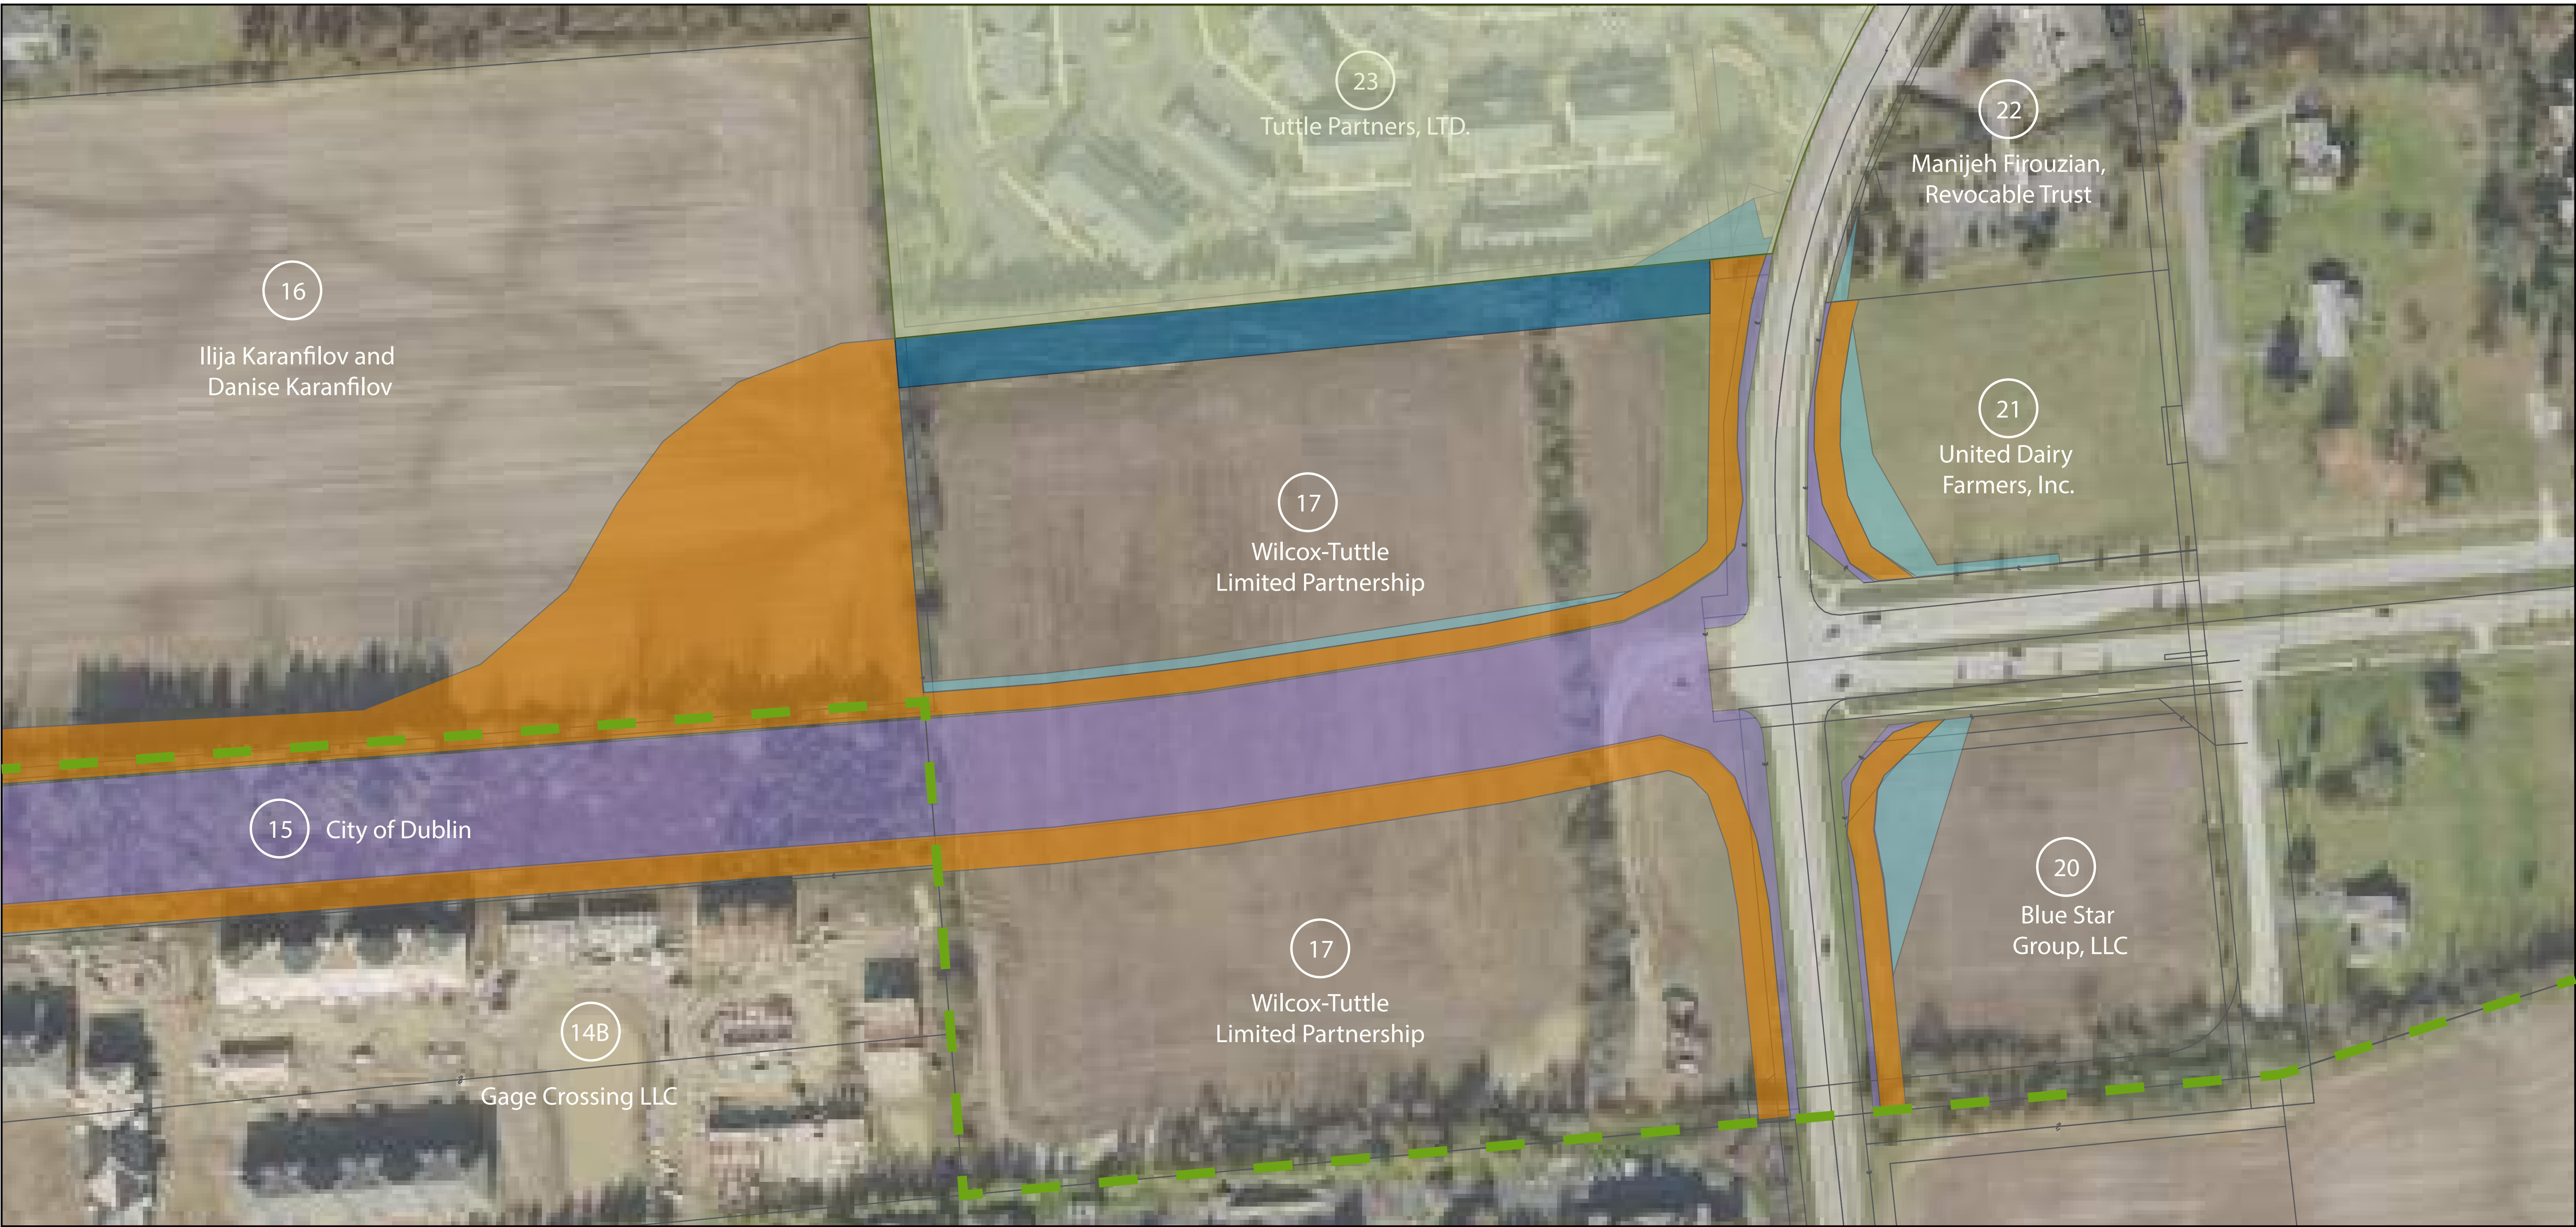 23
Tuttle Partners, LTD.
22
Manijeh Firouzian,
Revocable Trust
16
Ilija Karanfilov and
Danise Karanfilov
21
United Dairy
Farmers, Inc.
17
Wilcox-Tuttle
Limited Partnership
15 City of Dublin
20
Blue Star
Group, LLC
17
Wilcox-Tuttle
Limited Partnership
14B
Gage Crossing LLC